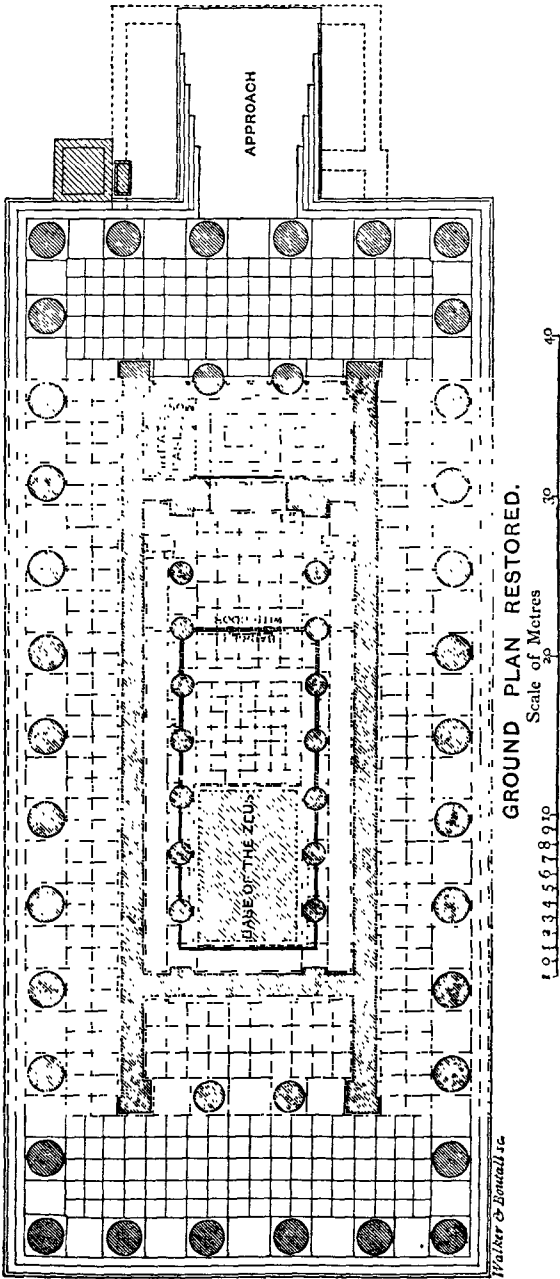 APPROACH
BASE OF THE ZEUS
GROUND PLAN RESTORED.
Scale of Metres
1 0 1 2 3 4 5 6 7 8 9 10 20 30 40
Walker & Boutall sc.